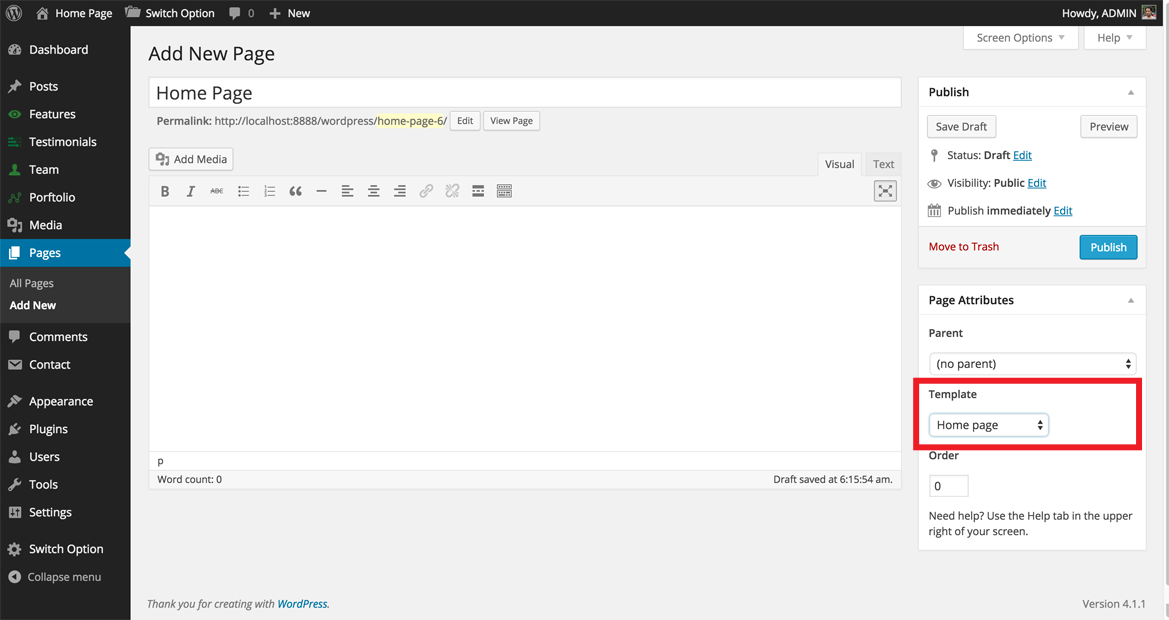 Home Page
Switch Option
0
New
Howdy, ADMIN
Dashboard
Posts
Features
Testimonials
Team
Porftolio
Media
Pages
All Pages
Add New
Comments
Contact
Appearance
Plugins
Users
Tools
Settings
Switch Option
Collapse menu
Screen Options
Help
Add New Page
Home Page
Permalink: http://localhost:8888/wordpress/home-page-6/ Edit View Page
Add Media
Visual Text
B I ABC
p
Word count: 0 Draft saved at 6:15:54 am.
Publish
Save Draft Preview
Status: Draft Edit
Visibility: Public Edit
Publish immediately Edit
Move to Trash Publish
Page Attributes
Parent
(no parent)
Template
Home page
Order
0
Need help? Use the Help tab in the upper
right of your screen.
Thank you for creating with WordPress.
Version 4.1.1